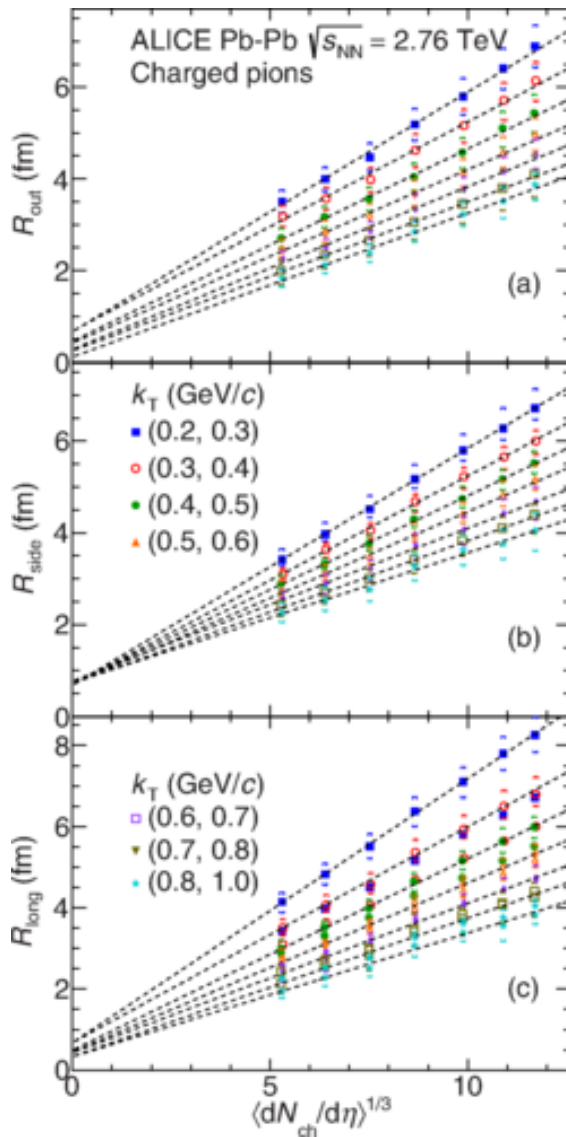 ALICE Pb-Pb √sNN = 2.76 TeV
Charged pions
6
4
2
0
Rout (fm)
(a)
kT (GeV/c)
(0.2, 0.3)
(0.3, 0.4)
(0.4, 0.5)
(0.5, 0.6)
6
4
2
0
Rside (fm)
(b)
kT (GeV/c)
(0.6, 0.7)
(0.7, 0.8)
(0.8, 1.0)
8
6
4
2
0
Rlong (fm)
(c)
0 5 10
⟨dNch/dη⟩1/3